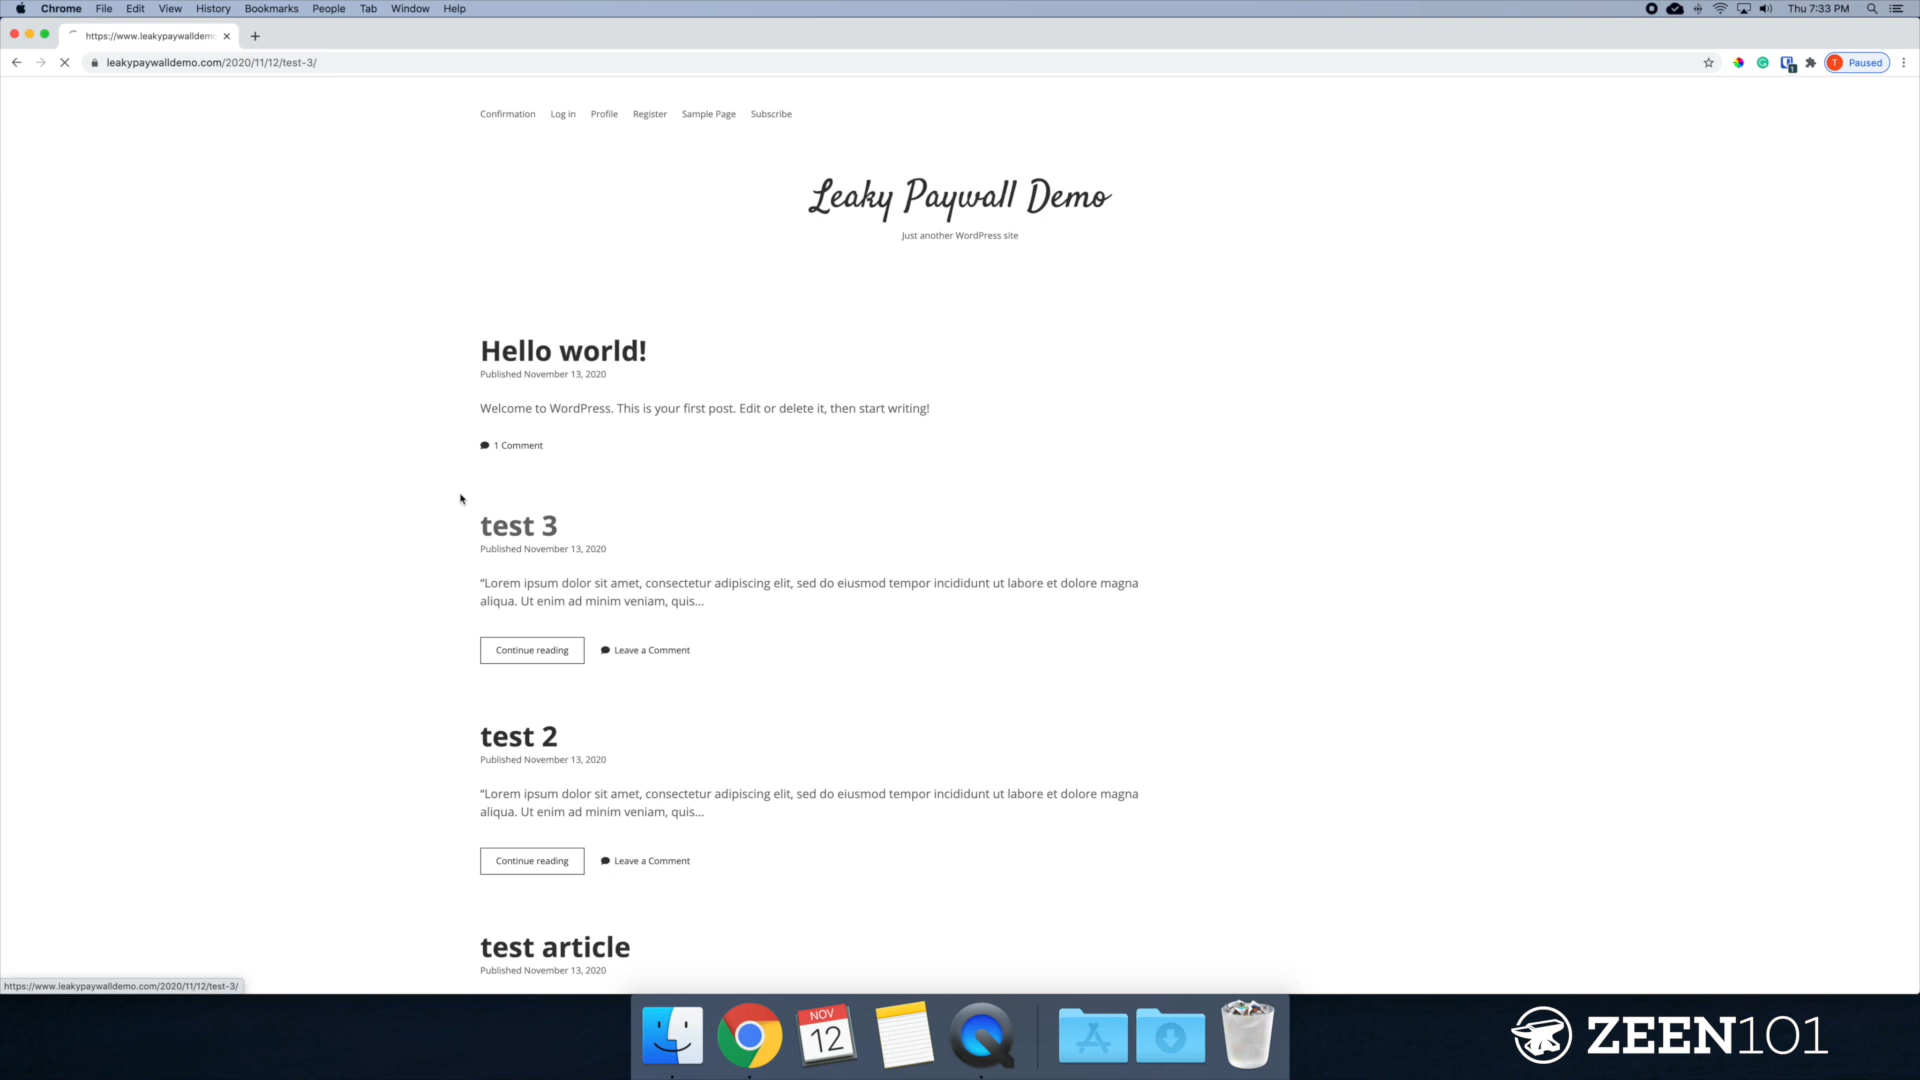 Chrome File Edit View History Bookmarks People Tab Window Help
Thu 7:33 PM
https://www.leakypaywalldemo
leakypaywalldemo.com/2020/11/12/test-3/
1
T
Paused
Confirmation Log in Profile Register Sample Page Subscribe
Leaky Paywall Demo
Just another WordPress site
Hello world!
Published November 13, 2020
Welcome to WordPress. This is your first post. Edit or delete it, then start writing!
1 Comment
test 3
Published November 13, 2020
“Lorem ipsum dolor sit amet, consectetur adipiscing elit, sed do eiusmod tempor incididunt ut labore et dolore magna
aliqua. Ut enim ad minim veniam, quis...
Continue reading Leave a Comment
test 2
Published November 13, 2020
“Lorem ipsum dolor sit amet, consectetur adipiscing elit, sed do eiusmod tempor incididunt ut labore et dolore magna
aliqua. Ut enim ad minim veniam, quis...
Continue reading Leave a Comment
test article
Published November 13, 2020
https://www.leakypaywalldemo.com/2020/11/12/test-3/
NOV
12
ZEEN101